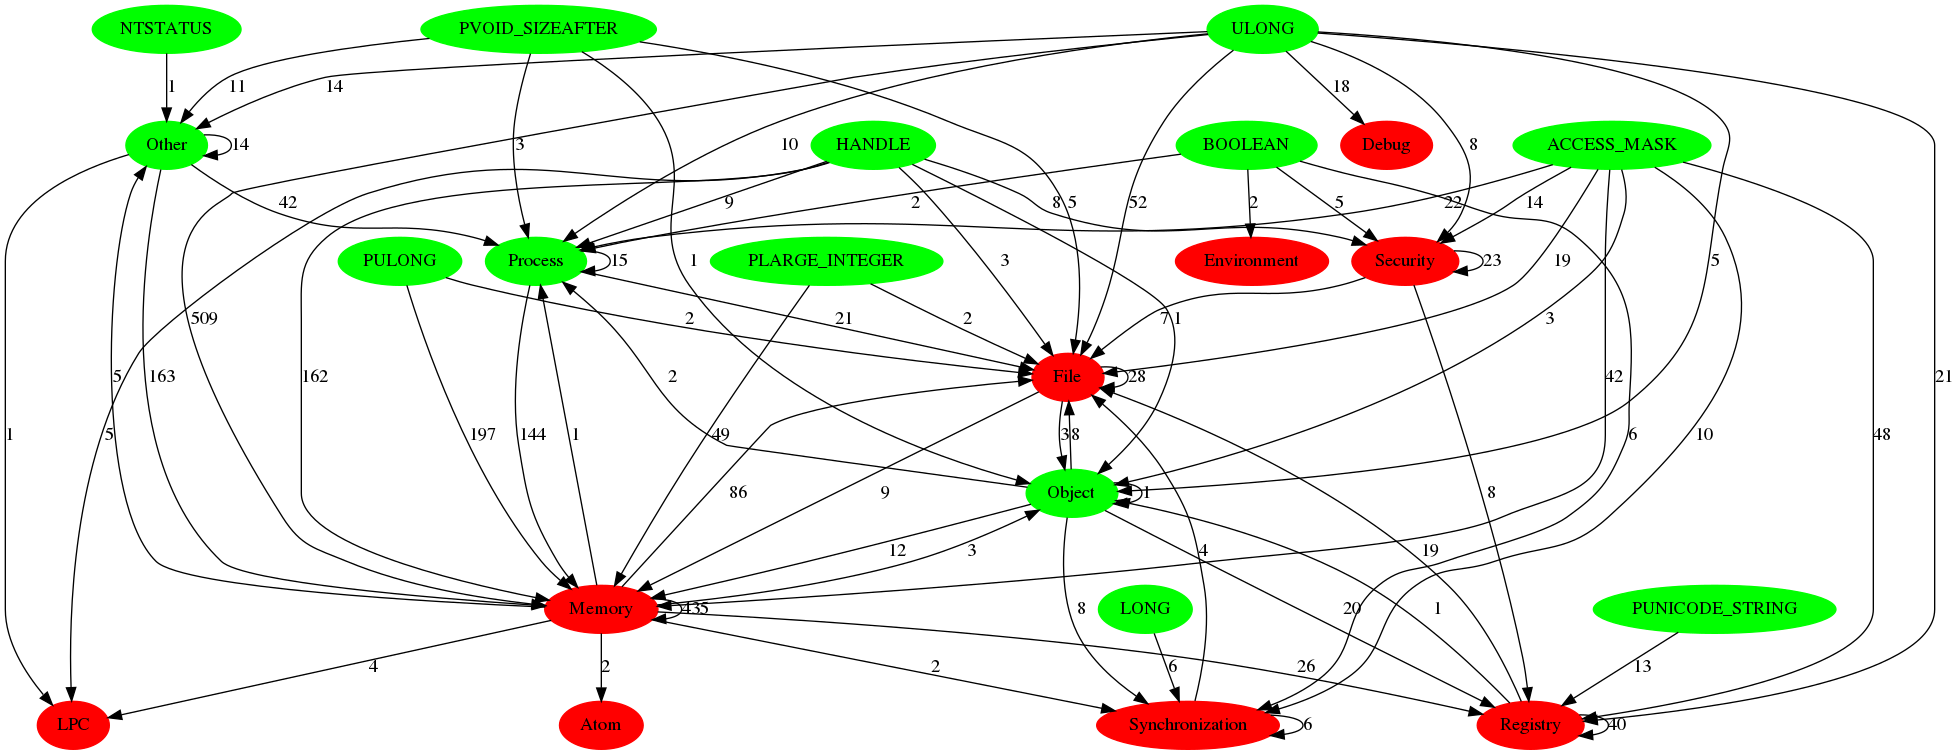 NTSTATUS PVOID_SIZEAFTER ULONG
1 11 14 18
Other 14 3 10 HANDLE BOOLEAN Debug 8 ACCESS_MASK
42 9 2 8 5 52 2 5 22 14
PULONG Process 15 1 PLARGE_INTEGER Environment Security 23 19 5
509 2 21 2 3 7 1 3 21
5 163 162 2 File 28 42
1 5 197 144 1 49 38 6 10 48
86 9 Object 1 8
12 3 4 19
Memory 435 8 LONG 20 1 PUNICODE_STRING
4 2 2 6 26 13
LPC Atom Synchronization 6 Registry 40